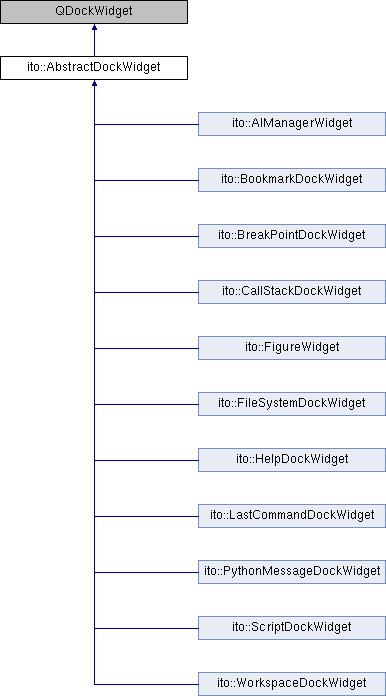 QDockWidget
ito::AbstractDockWidget
ito::AIManagerWidget
ito::BookmarkDockWidget
ito::BreakPointDockWidget
ito::CallStackDockWidget
ito::FigureWidget
ito::FileSystemDockWidget
ito::HelpDockWidget
ito::LastCommandDockWidget
ito::PythonMessageDockWidget
ito::ScriptDockWidget
ito::WorkspaceDockWidget